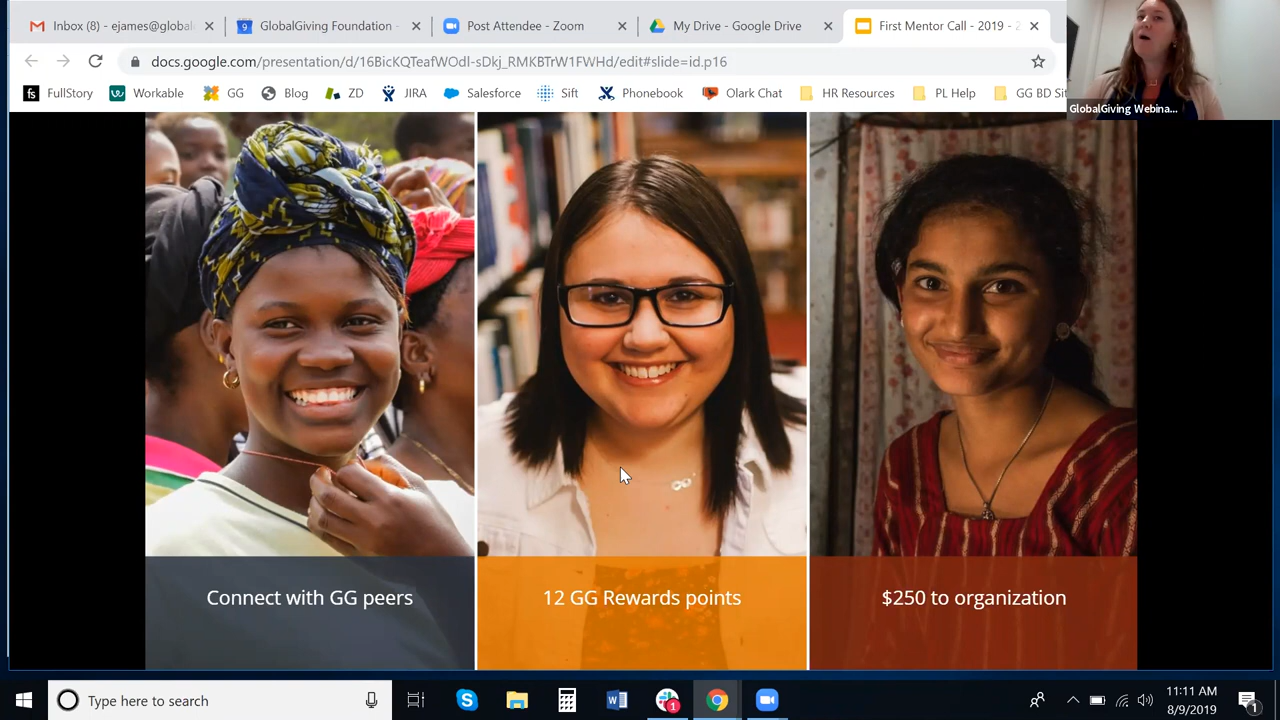 Inbox (8) - ejames@global
GlobalGiving Foundation -
Post Attendee - Zoom
My Drive - Google Drive
First Mentor Call - 2019 -
docs.google.com/presentation/d/16BicKQTeafWOdI-sDkj_RMKBTrW1FWHd/edit#slide=id.p16
FullStory
Workable
GG
Blog
ZD
JIRA
Salesforce
Sift
Phonebook
Olark Chat
HR Resources
PL Help
GG BD Sit
GlobalGiving Webina...
Connect with GG peers
12 GG Rewards points
$250 to organization
Type here to search
11:11 AM
8/9/2019